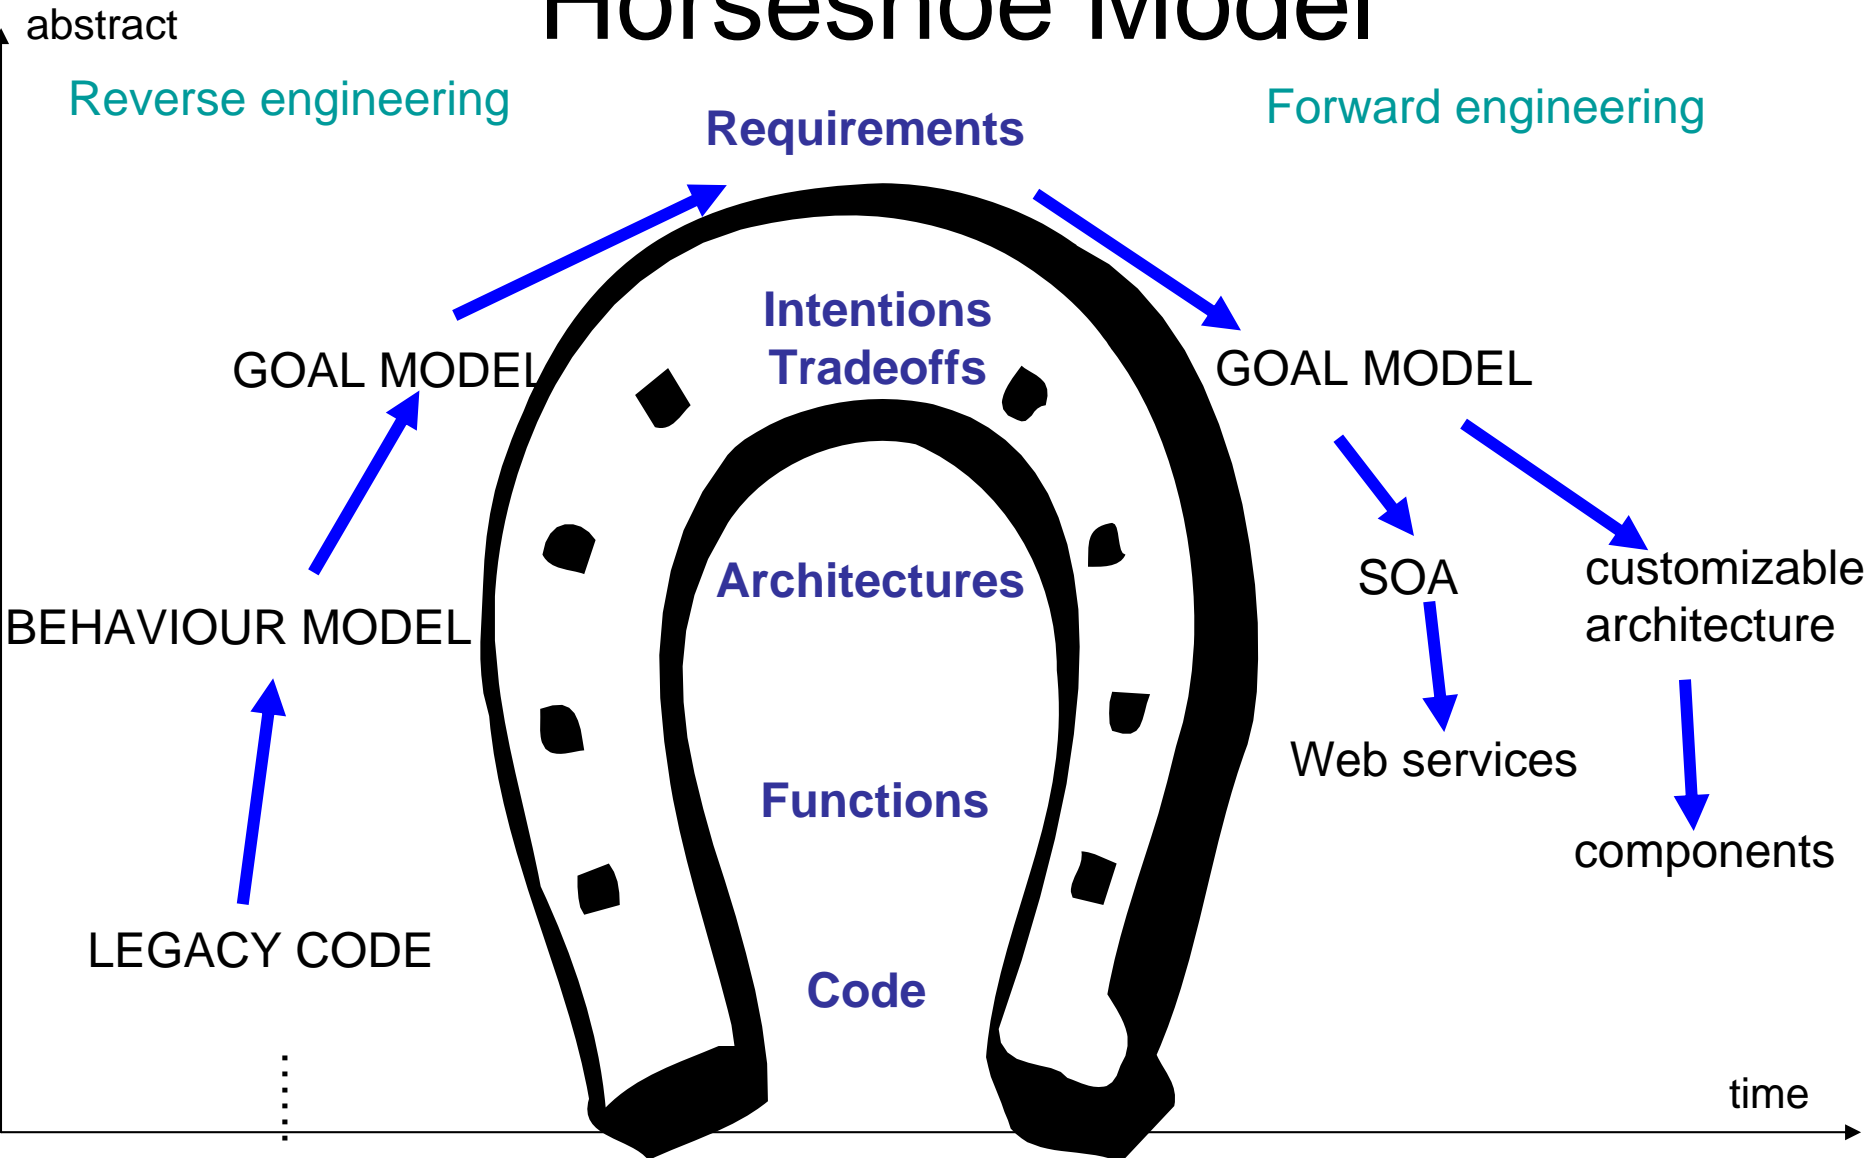 Horseshoe Model
abstract
Reverse engineering
Forward engineering
Requirements
Intentions
Tradeoffs
GOAL MODEL
GOAL MODEL
Architectures
SOA
customizable
architecture
BEHAVIOUR MODEL
Web services
Functions
components
LEGACY CODE
Code
time